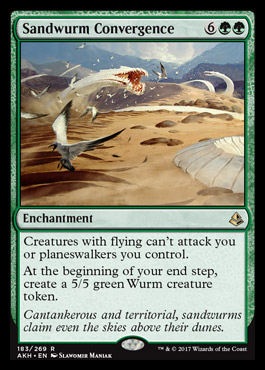 Sandwurm Convergence 6
Enchantment
Creatures with flying can't attack you
or planeswalkers you control.
At the beginning of your end step,
create a 5/5 green Wurm creature
token.
Cantankerous and territorial, sandwurms
claim even the skies above their dunes.
183/269 R
AKH • EN Slawomir Maniak
™ & © 2017 Wizards of the Coast